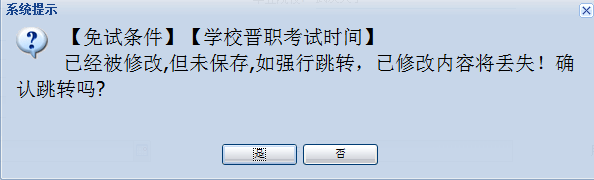 系统提示
【免试条件】【学校晋职考试时间】
已经被修改,但未保存,如强行跳转，已修改内容将丢失！确
认跳转吗?
是 否